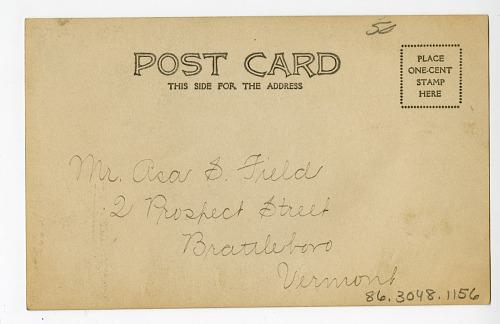 50
POST CARD
THIS SIDE FOR THE ADDRESS
PLACE
ONE-CENT
STAMP
HERE
Mr. Asa S. Field
2 Prospect Street
Brattleboro
Vermont
86.3048.1156